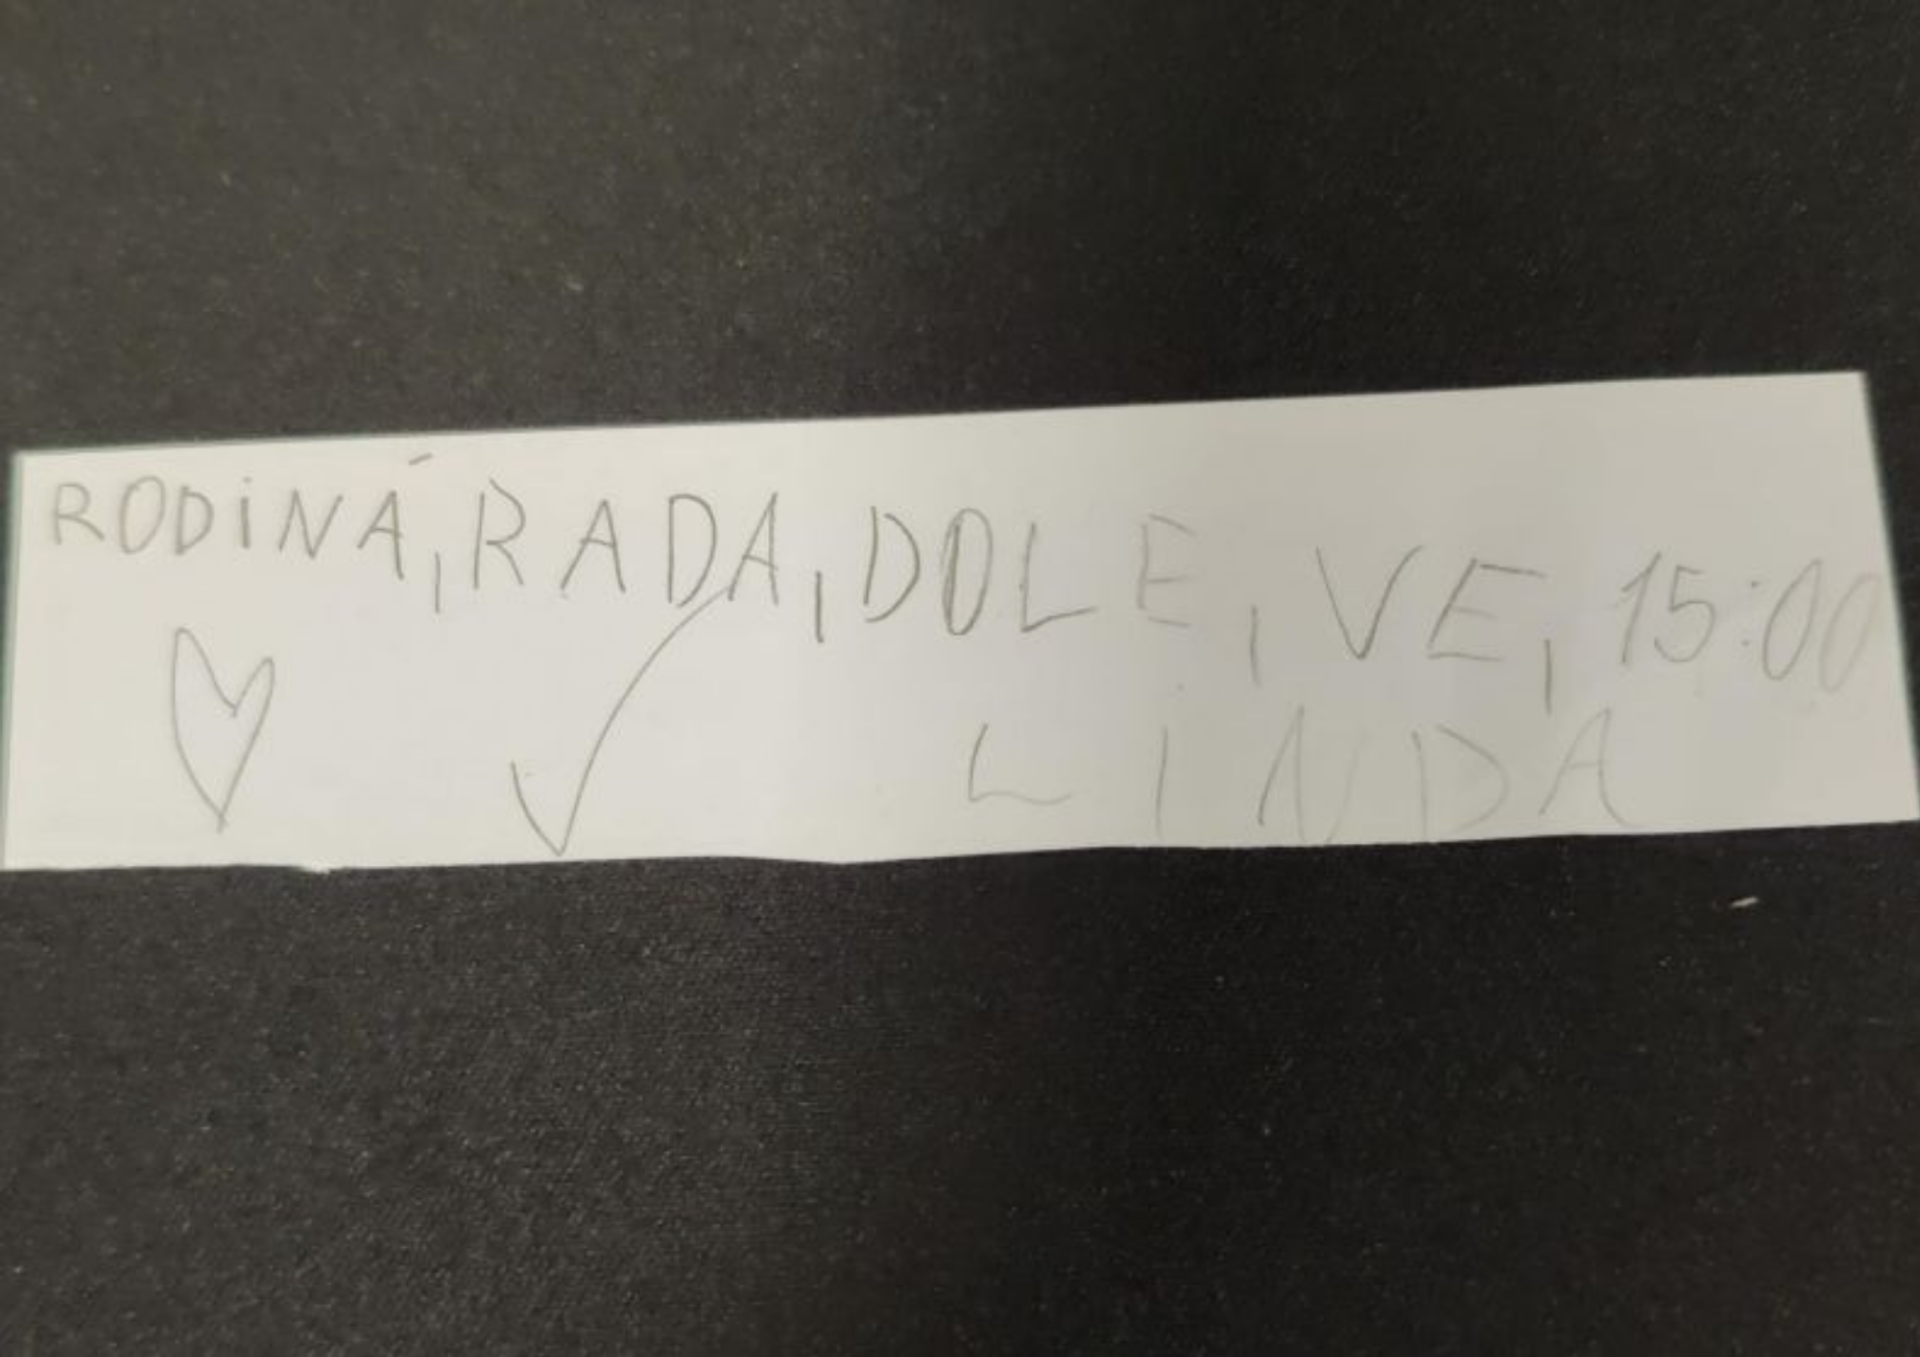 RODINÁ, RADA, DOLE, VE, 15:00
LINDA